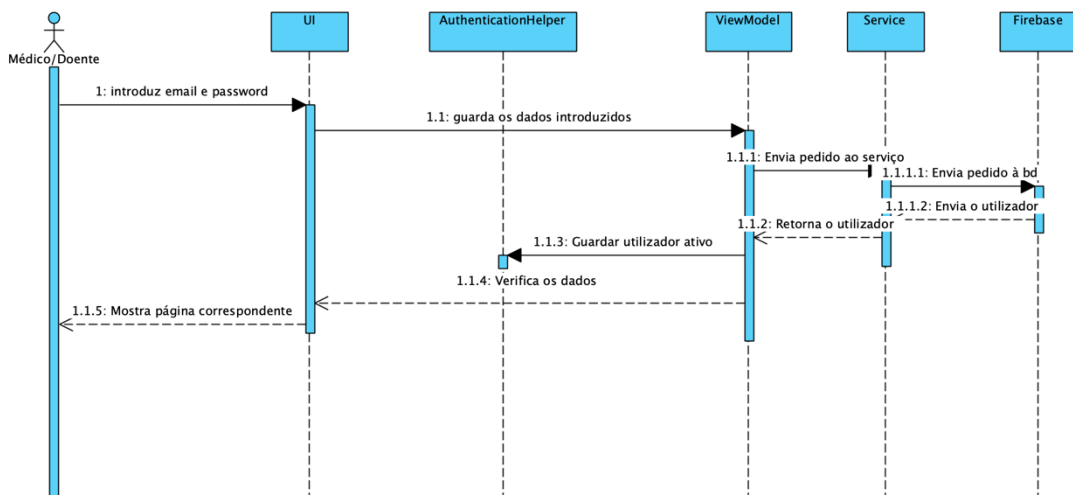 UI
AuthenticationHelper
ViewModel
Service
Firebase
Médico/Doente
1: introduz email e password
1.1: guarda os dados introduzidos
1.1.1: Envia pedido ao serviço
1.1.1.1: Envia pedido à bd
1.1.1.2: Envia o utilizador
1.1.2: Retorna o utilizador
1.1.3: Guardar utilizador ativo
1.1.4: Verifica os dados
1.1.5: Mostra página correspondente